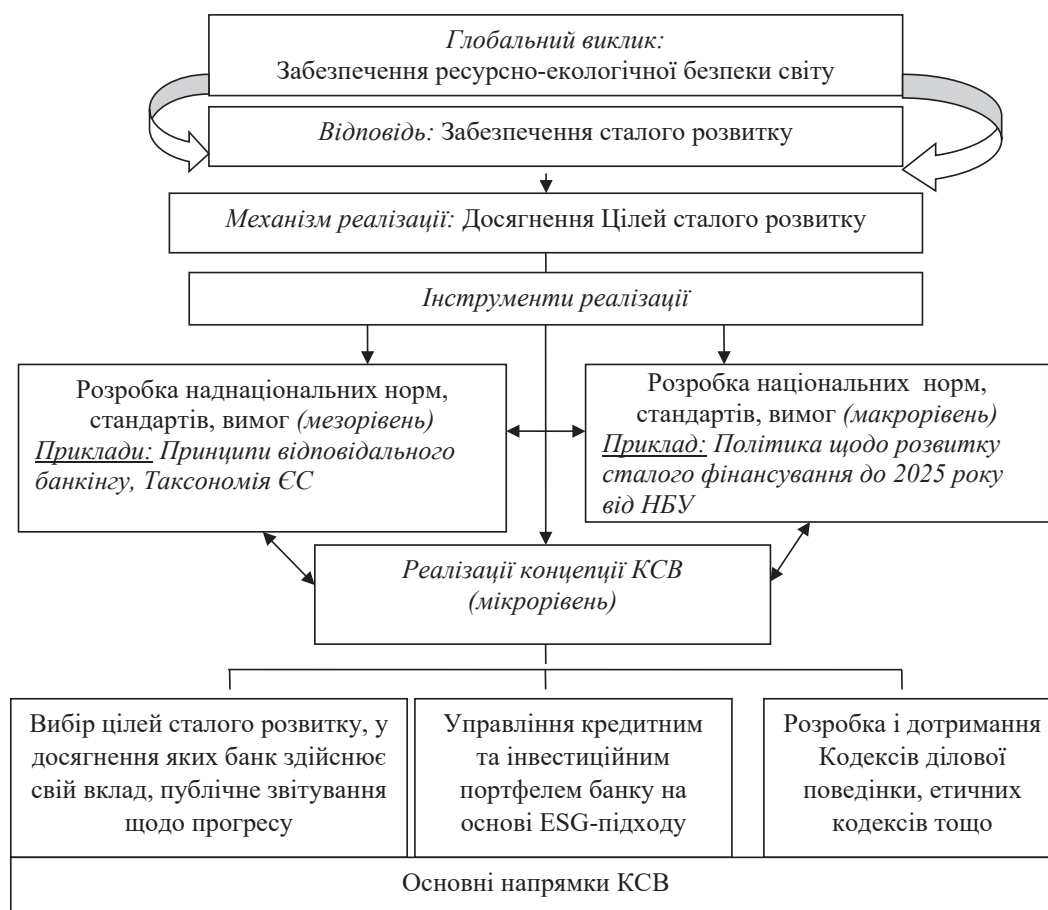 Глобальний виклик:
Забезпечення ресурсно-екологічної безпеки світу
Відповідь: Забезпечення сталого розвитку
Механізм реалізації: Досягнення Цілей сталого розвитку
Інструменти реалізації
Розробка наднаціональних норм,
стандартів, вимог (мезорівень)
Приклади: Принципи відповідального
банкінгу, Таксономія ЄС
Розробка національних норм,
стандартів, вимог (макрорівень)
Приклад: Політика щодо розвитку
сталого фінансування до 2025 року
від НБУ
Реалізації концепції КСВ
(мікрорівень)
Вибір цілей сталого розвитку, у
досягнення яких банк здійснює
свій вклад, публічне звітування
щодо прогресу
Управління кредитним
та інвестиційним
портфелем банку на
основі ESG-підходу
Розробка і дотримання
Кодексів ділової
поведінки, етичних
кодексів тощо
Основні напрямки КСВ